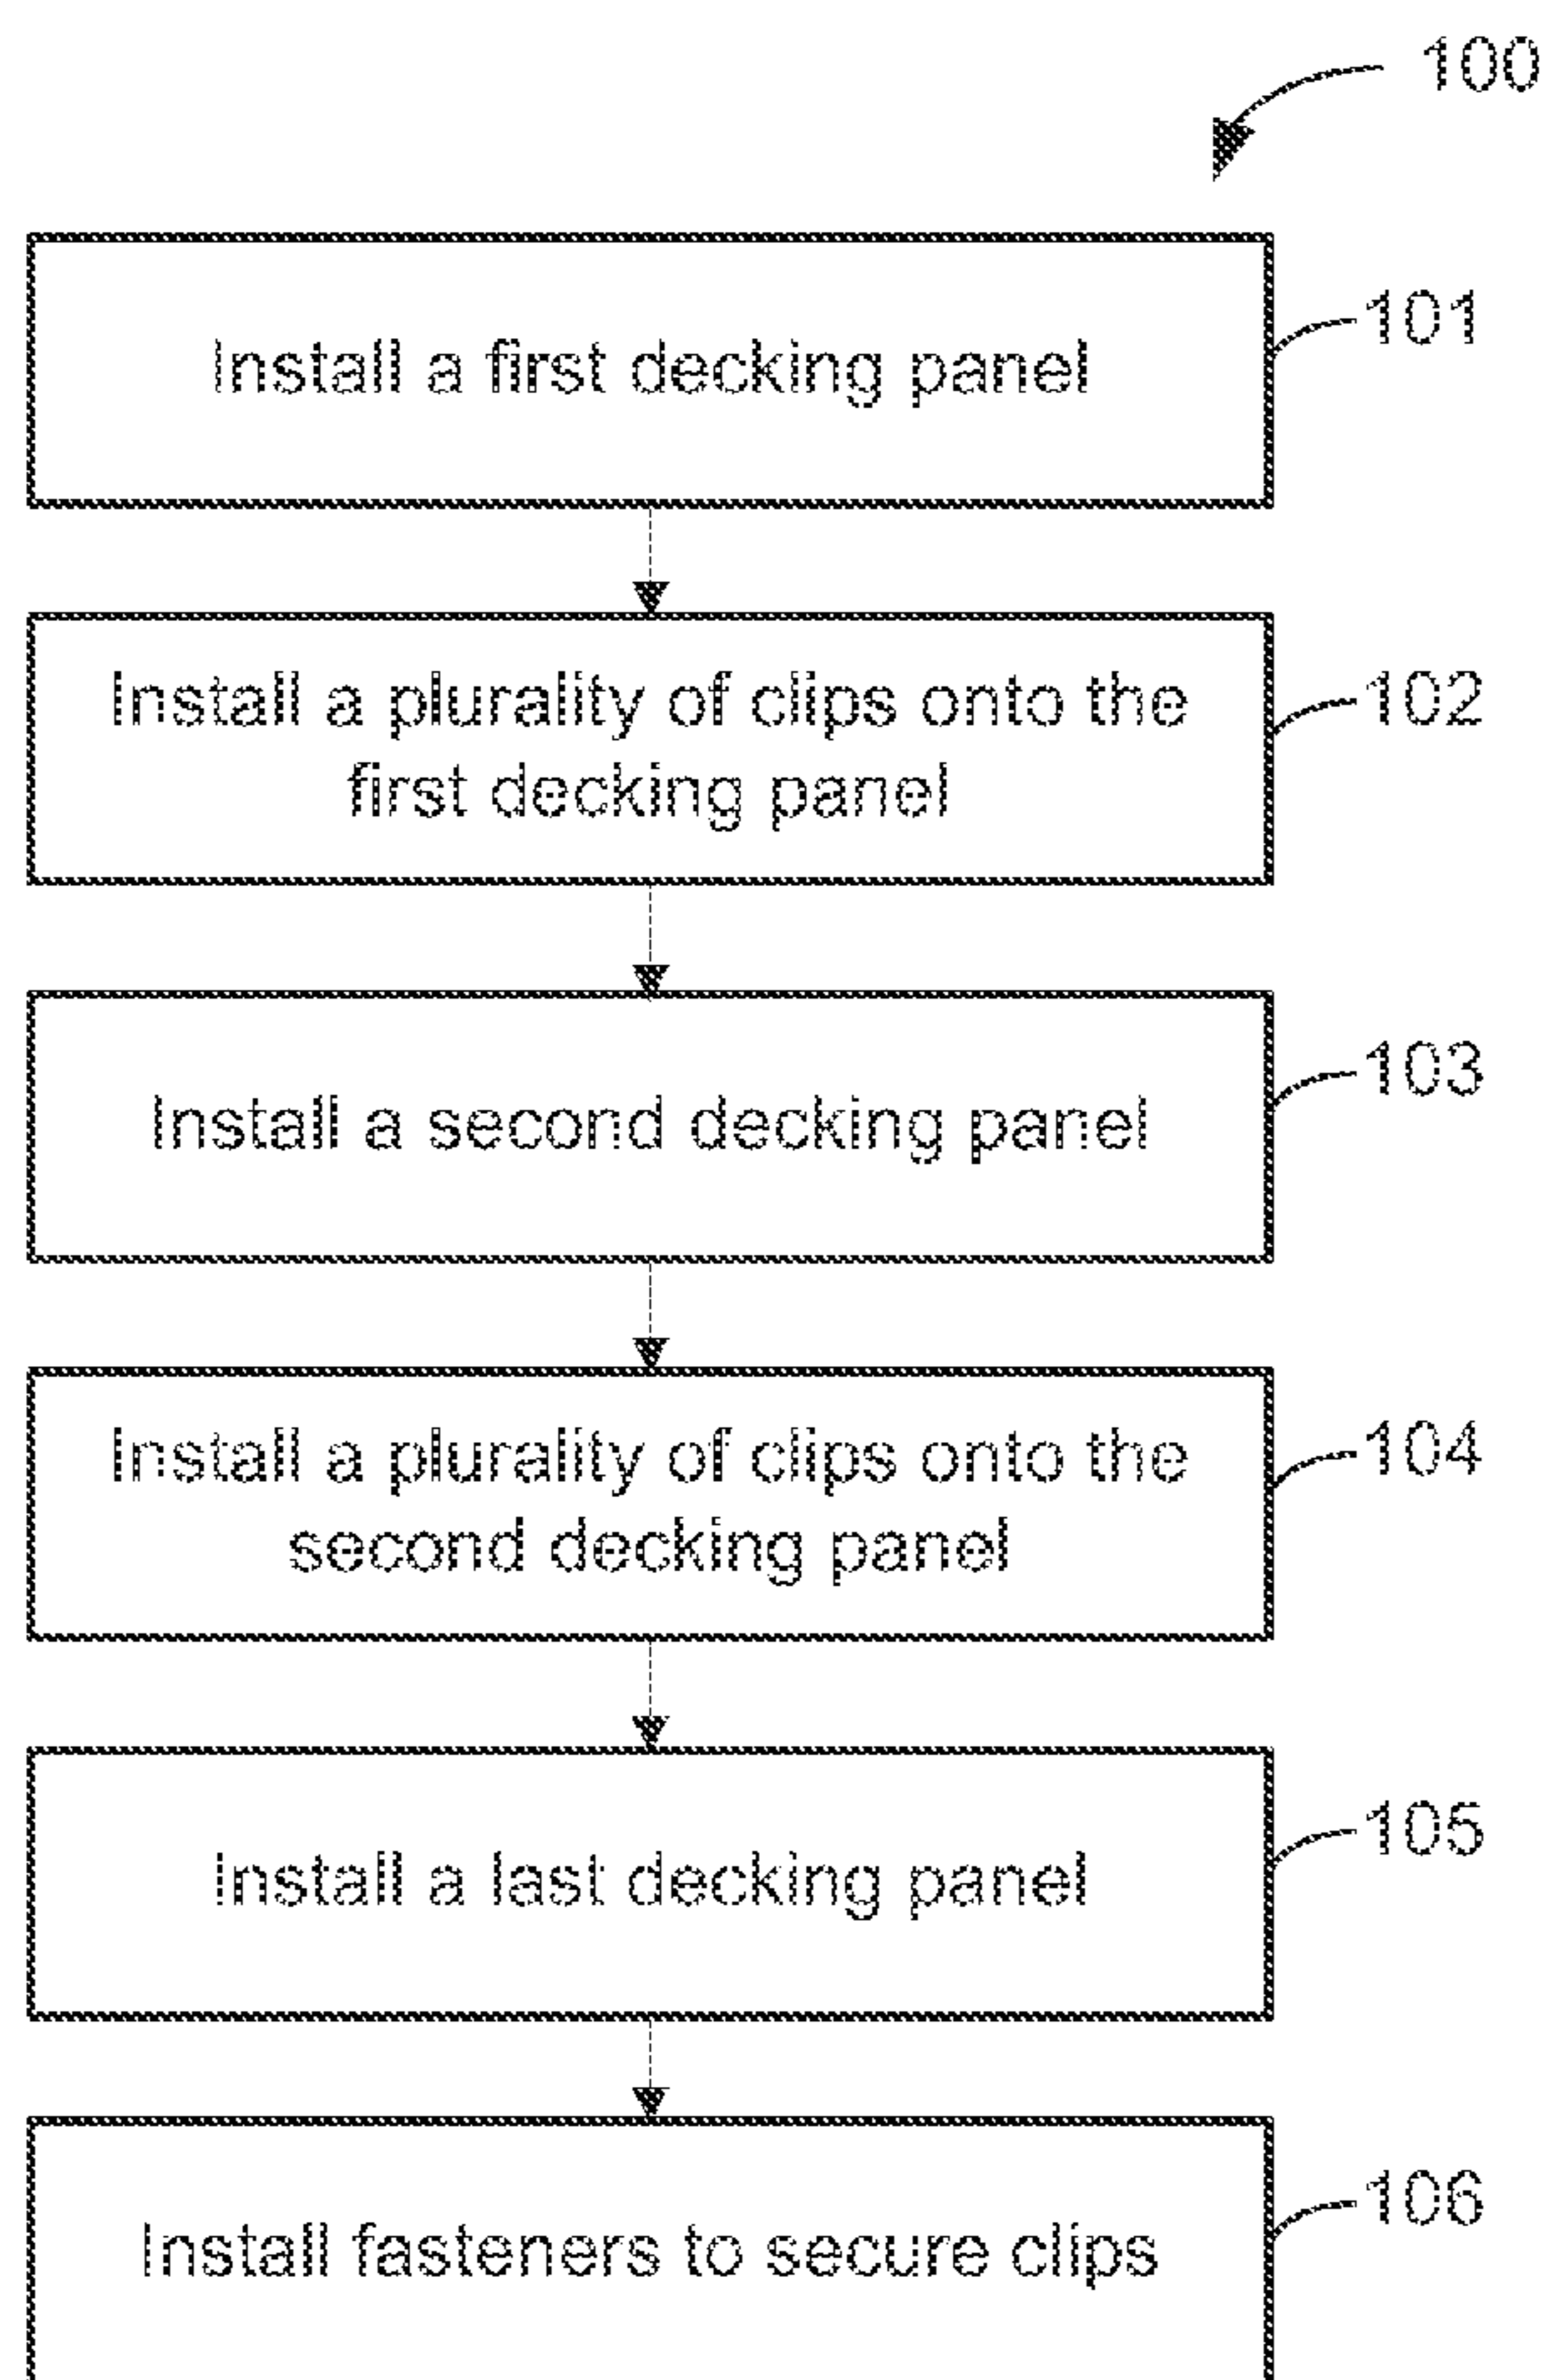 100
Install a first decking panel
101
Install a plurality of clips onto the
first decking panel
102
Install a second decking panel
103
Install a plurality of clips onto the
second decking panel
104
Install a last decking panel
105
Install fasteners to secure clips
106